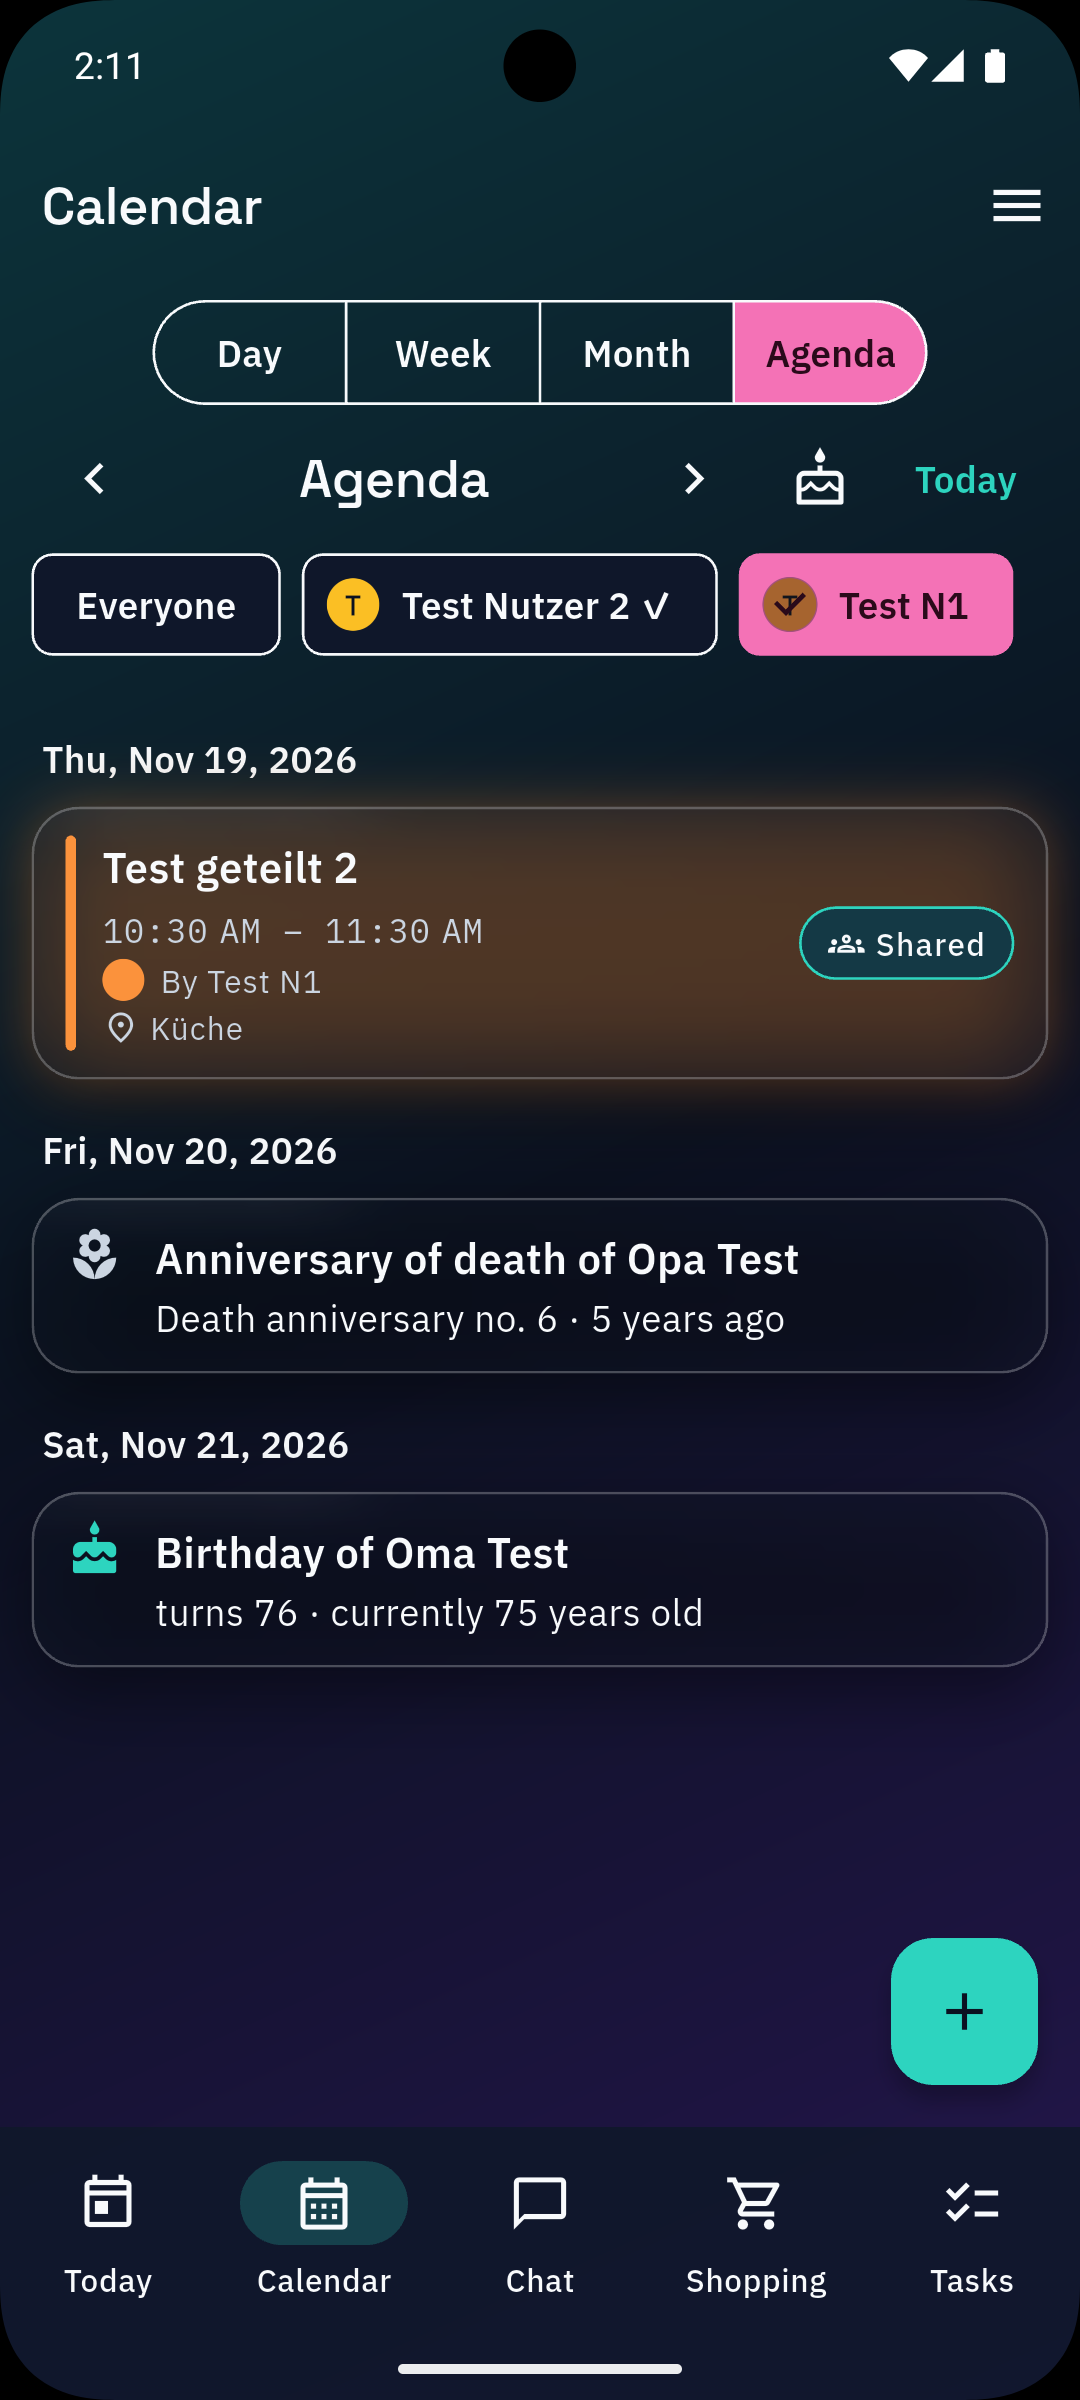 2:11
Calendar
Day Week Month Agenda
Agenda Today
Everyone T Test Nutzer 2 √ T Test N1
Thu, Nov 19, 2026
Test geteilt 2
10:30 AM – 11:30 AM
Shared
By Test N1
Küche
Fri, Nov 20, 2026
Anniversary of death of Opa Test
Death anniversary no. 6 · 5 years ago
Sat, Nov 21, 2026
Birthday of Oma Test
turns 76 · currently 75 years old
+
Today Calendar Chat Shopping Tasks